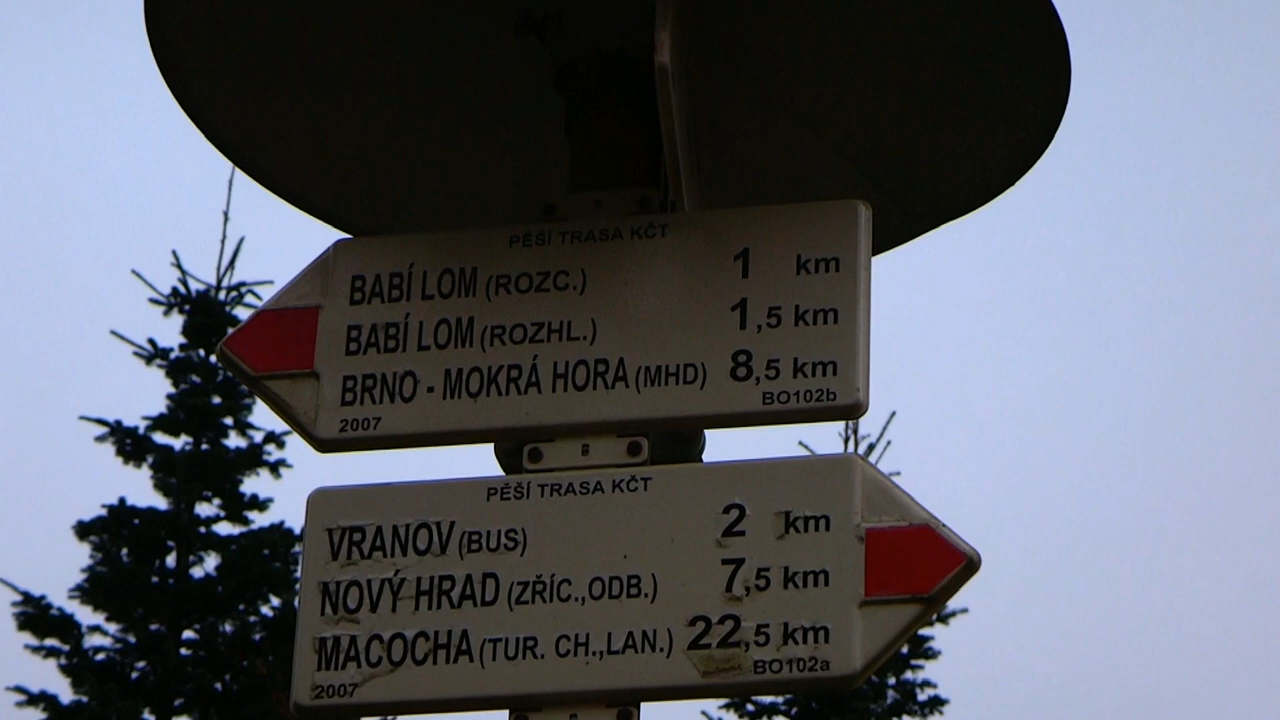 PĚŠÍ TRASA KČT
BABÍ LOM (ROZC.) 1 km
BABÍ LOM (ROZHL.) 1,5 km
BRNO - MOKRÁ HORA (MHD) 8,5 km
2007 BO102b
PĚŠÍ TRASA KČT
VRANOV (BUS) 2 km
NOVÝ HRAD (ZŘÍC.,ODB.) 7,5 km
MACOCHA (TUR. CH.,LAN.) 22,5 km
2007 BO102a